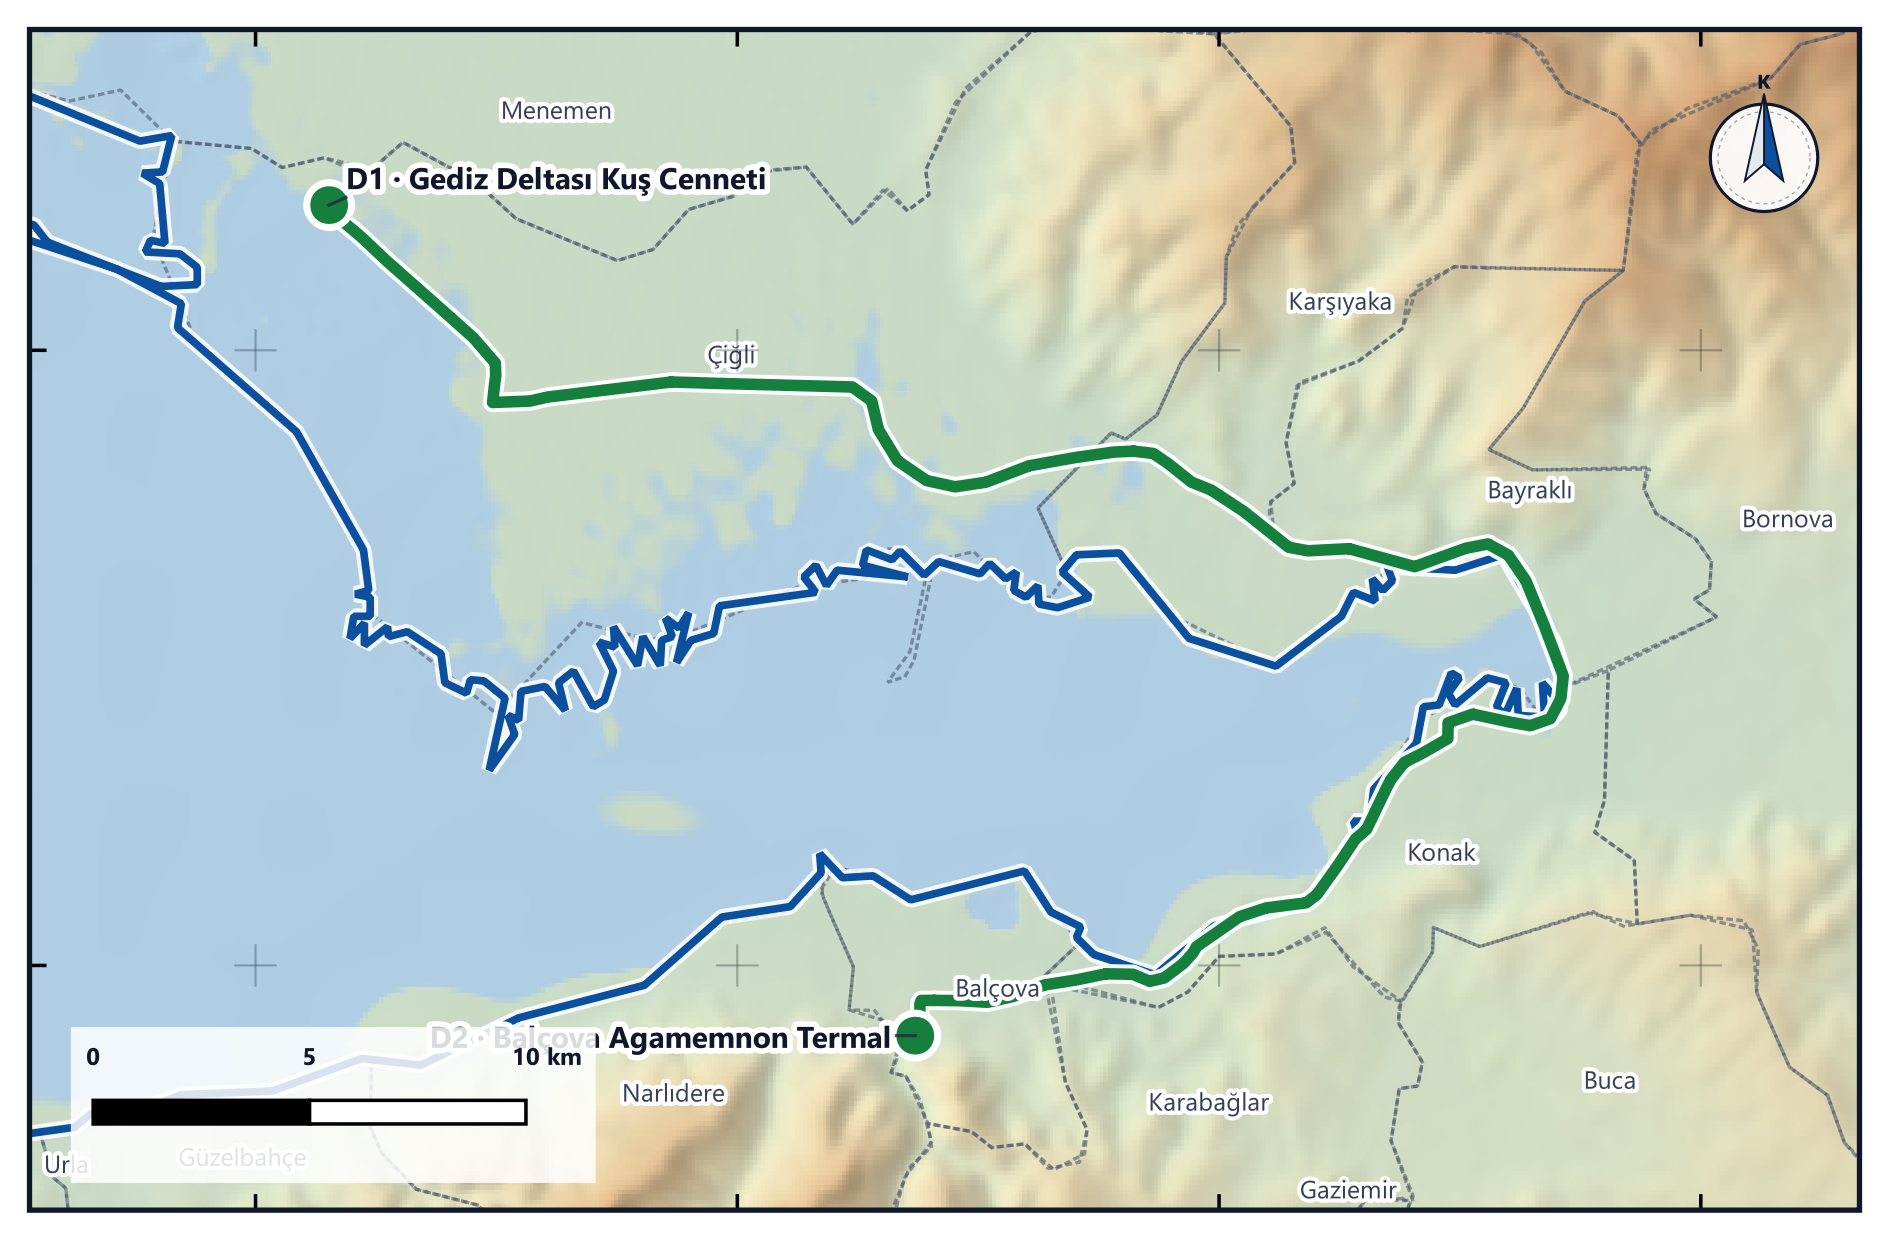 K
Menemen
D1 · Gediz Deltası Kuş Cenneti
Karşıyaka
Çiğli
Bayraklı
Bornova
Konak
Balçova
D2 · Balçova Agamemnon Termal
0 5 10 km
Narlıdere
Karabağlar
Buca
Güzelbahçe
Urla
Gaziemir